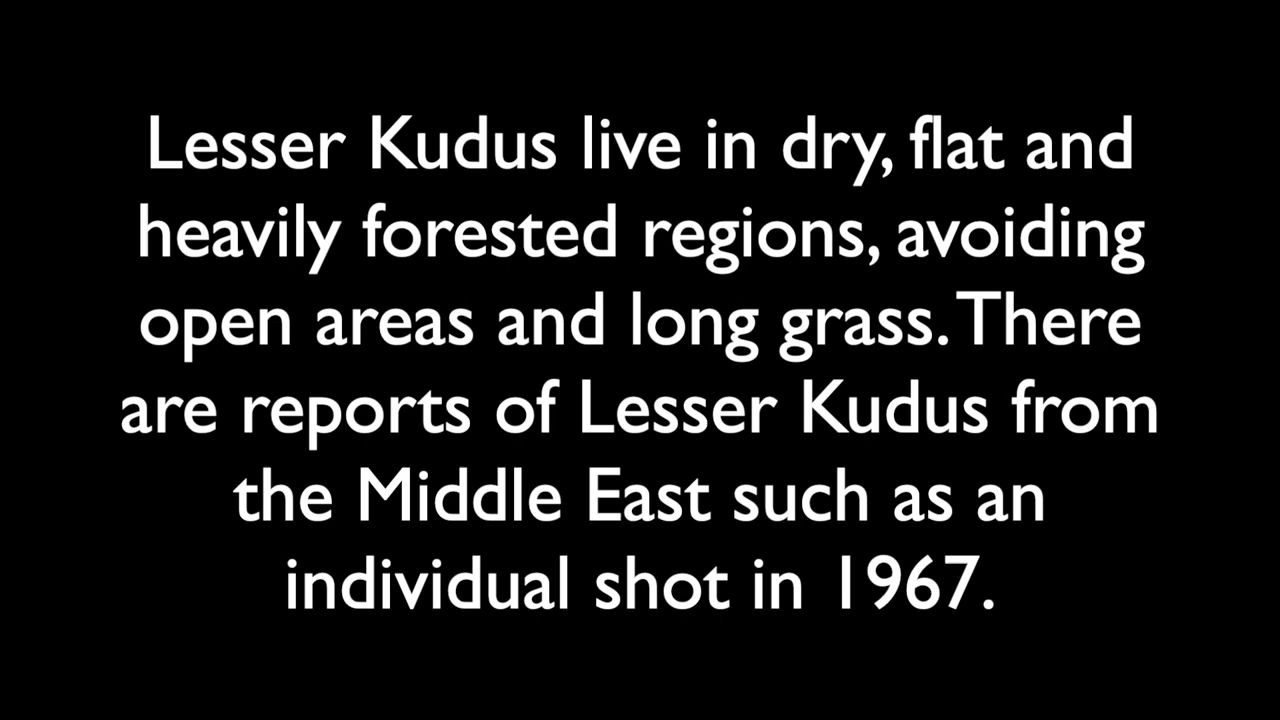 Lesser Kudus live in dry, flat and
heavily forested regions, avoiding
open areas and long grass. There
are reports of Lesser Kudus from
the Middle East such as an
individual shot in 1967.